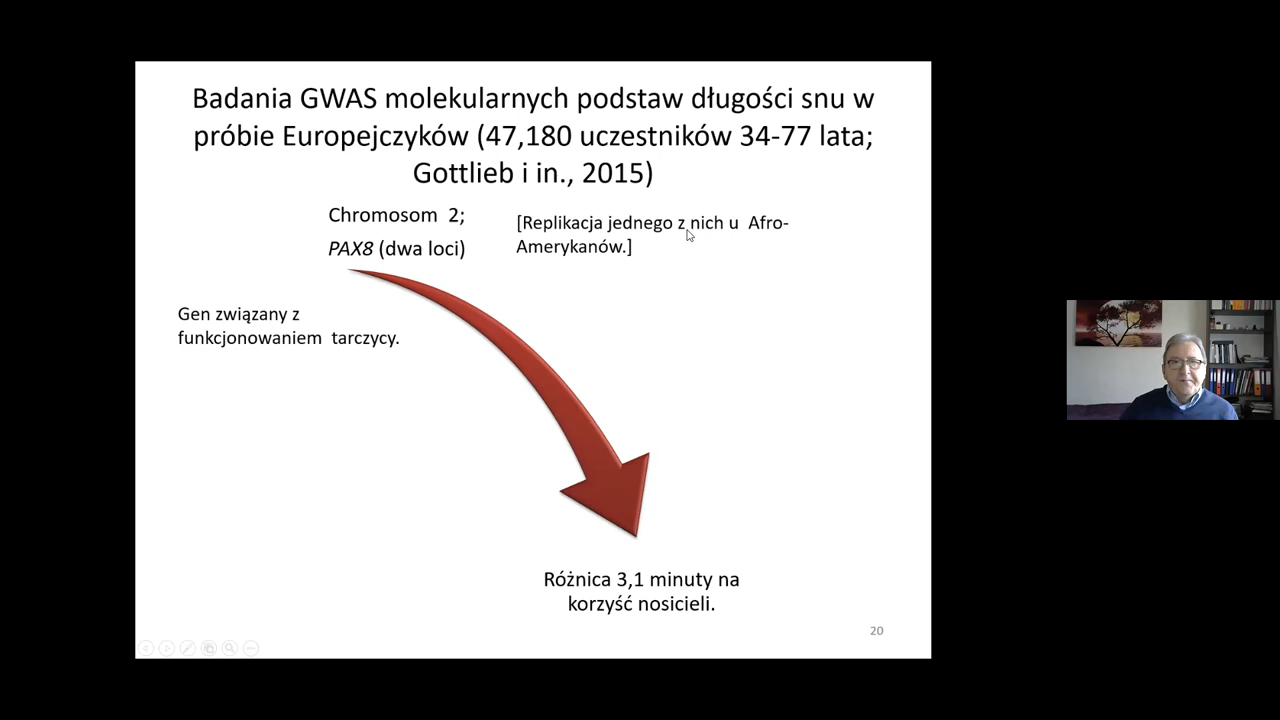 Badania GWAS molekularnych podstaw długości snu w
próbie Europejczyków (47,180 uczestników 34-77 lata;
Gottlieb i in., 2015)
Chromosom 2;
PAX8 (dwa loci)
[Replikacja jednego z nich u Afro-
Amerykanów.]
Gen związany z
funkcjonowaniem tarczycy.
Różnica 3,1 minuty na
korzyść nosicieli.
20